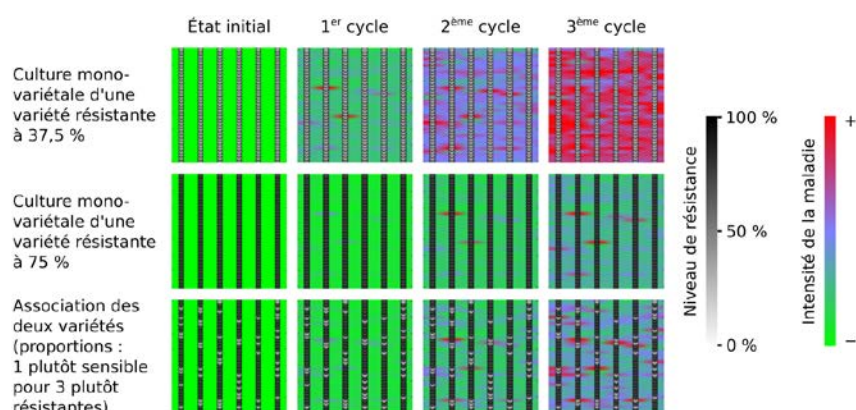 État initial
1er cycle
2ème cycle
3ème cycle
Culture mono-
variétale d'une
variété résistante
à 37,5 %
Culture mono-
variétale d'une
variété résistante
à 75 %
Association des
deux variétés
(proportions :
1 plutôt sensible
pour 3 plutôt
résistantes)
Niveau de résistance
100 %
50 %
0 %
Intensité de la maladie
+
−